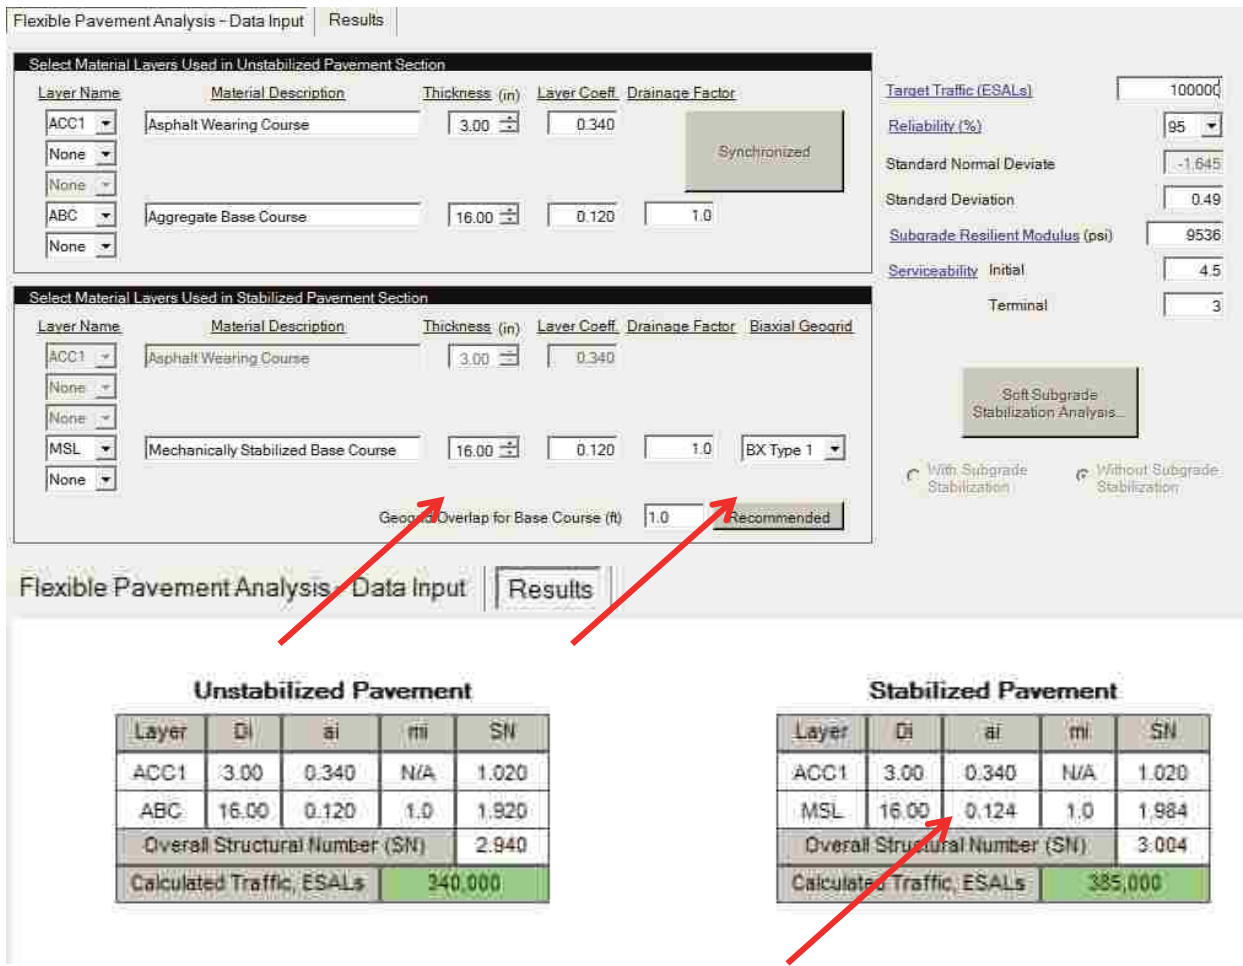 Flexible Pavement Analysis - Data Input Results
Select Material Layers Used in Unstabilized Pavement Section
Layer Name Material Description Thickness (in) Layer Coeff. Drainage Factor
ACC1 Asphalt Wearing Course 3.00 0.340
None
None
ABC Aggregate Base Course 16.00 0.120 1.0
None
Synchronized
Select Material Layers Used in Stabilized Pavement Section
Layer Name Material Description Thickness (in) Layer Coeff. Drainage Factor Biaxial Geogrid
ACC1 Asphalt Wearing Course 3.00 0.340
None
None
MSL Mechanically Stabilized Base Course 16.00 0.120 1.0 BX Type 1
None
Geogrid Overlap for Base Course (ft) 1.0 Recommended
Target Traffic (ESALs) 100000
Reliability (%) 95
Standard Normal Deviate -1.645
Standard Deviation 0.49
Subgrade Resilient Modulus (psi) 9536
Serviceability Initial 4.5
Terminal 3
Soft Subgrade
Stabilization Analysis...
With Subgrade
Stabilization
Without Subgrade
Stabilization
Flexible Pavement Analysis - Data Input Results
Unstabilized Pavement
Layer Di ai mi SN
ACC1 3.00 0.340 N/A 1.020
ABC 16.00 0.120 1.0 1.920
Overall Structural Number (SN) 2.940
Calculated Traffic, ESALs 340,000
Stabilized Pavement
Layer Di ai mi SN
ACC1 3.00 0.340 N/A 1.020
MSL 16.00 0.124 1.0 1.984
Overall Structural Number (SN) 3.004
Calculated Traffic, ESALs 385,000